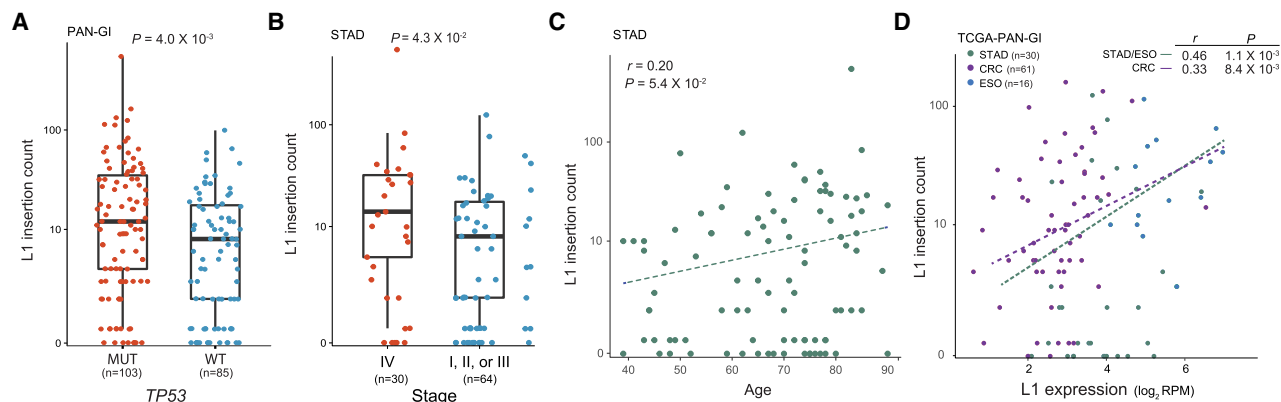 A
PAN-GI
P = 4.0 X 10-3
L1 insertion count
100
10
0
MUT
(n=103)
WT
(n=85)
TP53
B
STAD
P = 4.3 X 10-2
L1 insertion count
100
10
0
IV
(n=30)
I, II, or III
(n=64)
Stage
C
STAD
r = 0.20
P = 5.4 X 10-2
L1 insertion count
100
10
0
40
50
60
70
80
90
Age
D
TCGA-PAN-GI
STAD (n=30)
CRC (n=61)
ESO (n=16)
r P
STAD/ESO 0.46 1.1 X 10-3
CRC 0.33 8.4 X 10-3
L1 insertion count
100
10
0
2
4
6
L1 expression (log2 RPM)